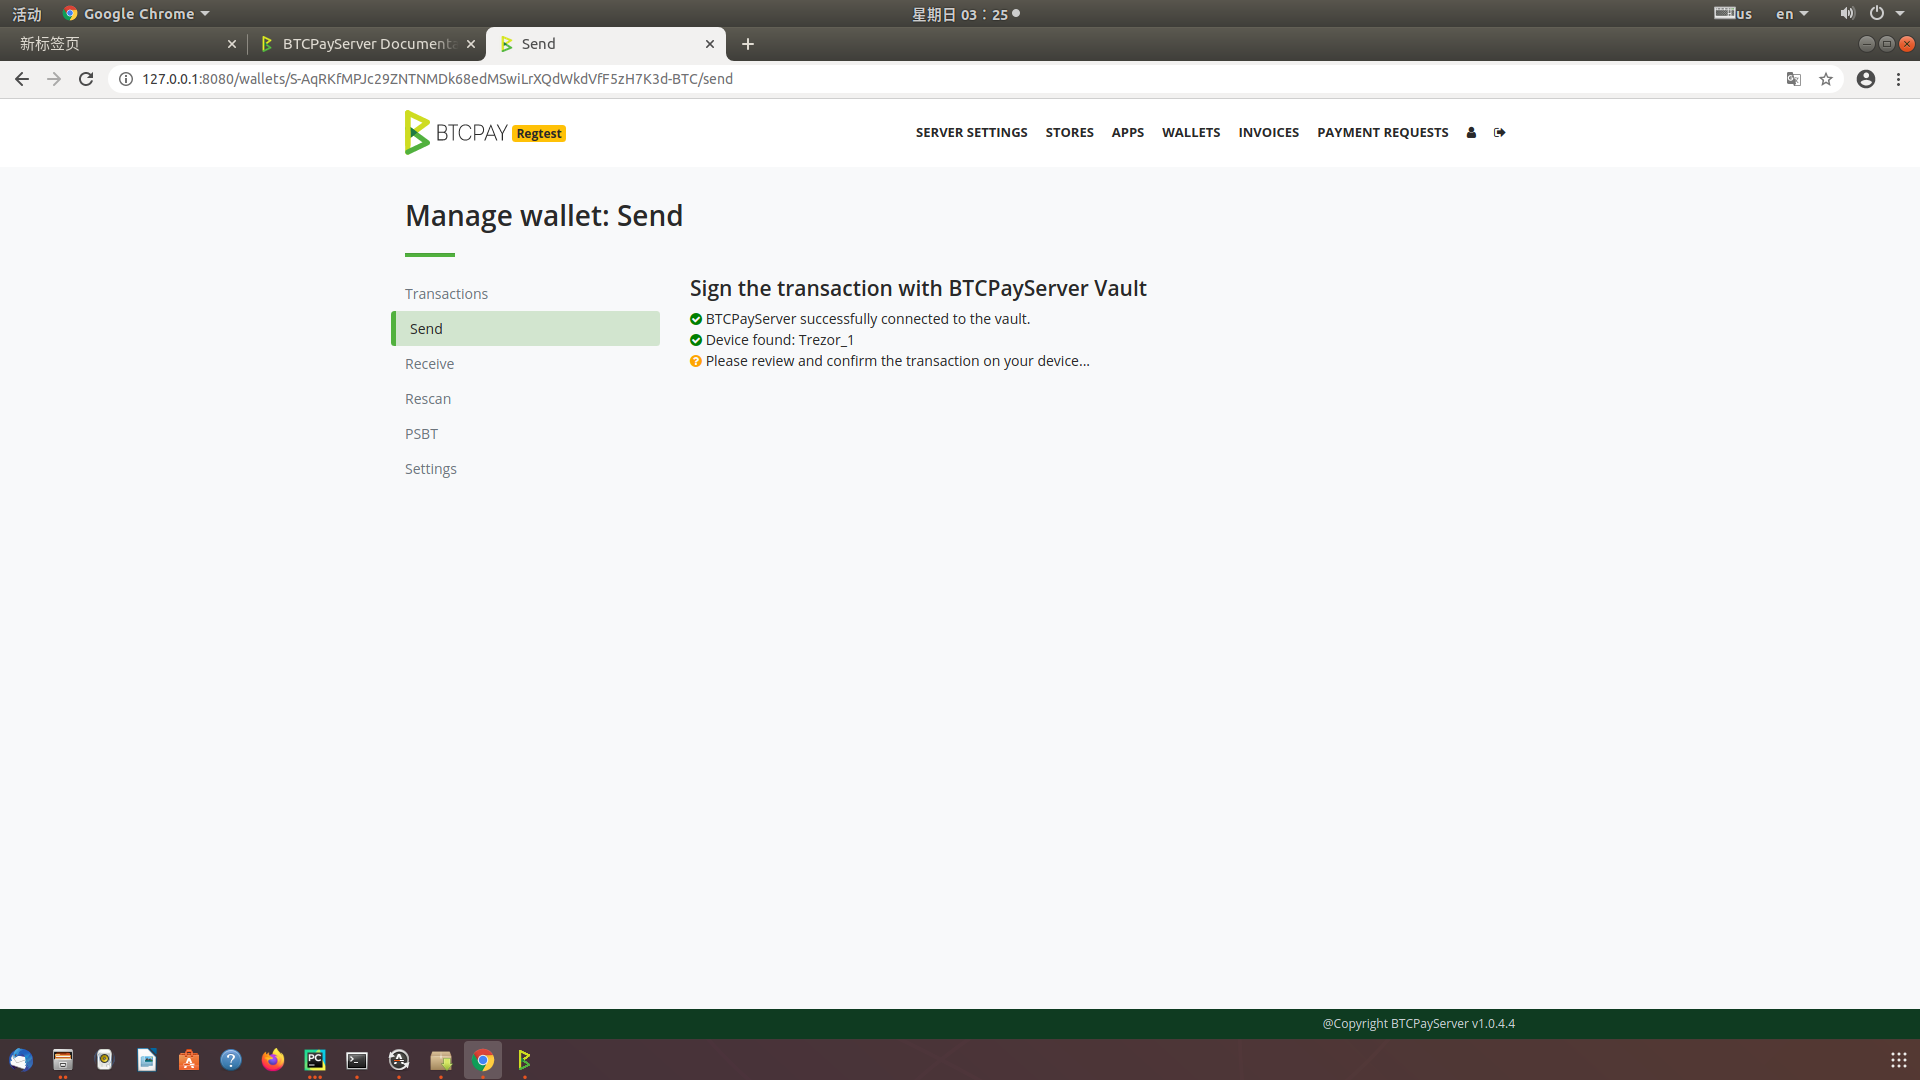 活动
Google Chrome
星期日 03：25
us
en
新标签页
BTCPayServer Documenta
Send
127.0.0.1:8080/wallets/S-AqRKfMPJc29ZNTNMDk68edMSwiLrXQdWkdVfF5zH7K3d-BTC/send
BTCPAY Regtest
SERVER SETTINGS
STORES
APPS
WALLETS
INVOICES
PAYMENT REQUESTS
Manage wallet: Send
Transactions
Send
Receive
Rescan
PSBT
Settings
Sign the transaction with BTCPayServer Vault
BTCPayServer successfully connected to the vault.
Device found: Trezor_1
Please review and confirm the transaction on your device...
@Copyright BTCPayServer v1.0.4.4
PC